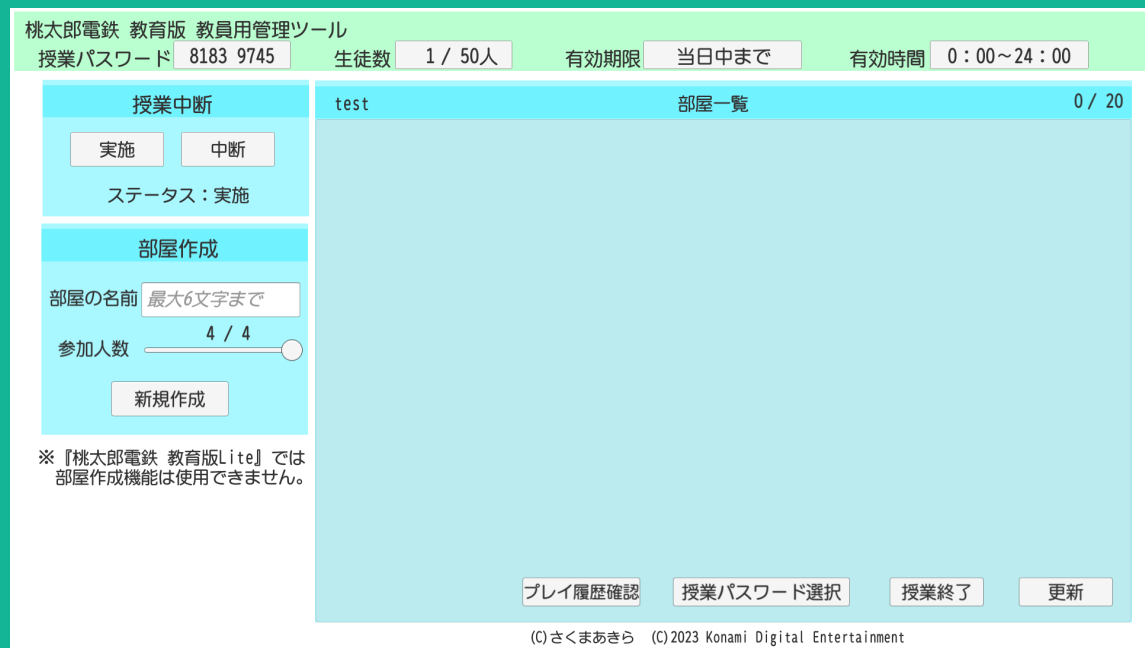 桃太郎電鉄 教育版 教員用管理ツール
授業パスワード 8183 9745 生徒数 1 / 50人 有効期限 当日中まで 有効時間 0：00～24：00
授業中断
実施 中断
ステータス：実施
部屋作成
部屋の名前 最大6文字まで
参加人数 4 / 4
新規作成
※『桃太郎電鉄 教育版Lite』では
部屋作成機能は使用できません。
test 部屋一覧 0 / 20
プレイ履歴確認 授業パスワード選択 授業終了 更新
(C)さくまあきら (C)2023 Konami Digital Entertainment